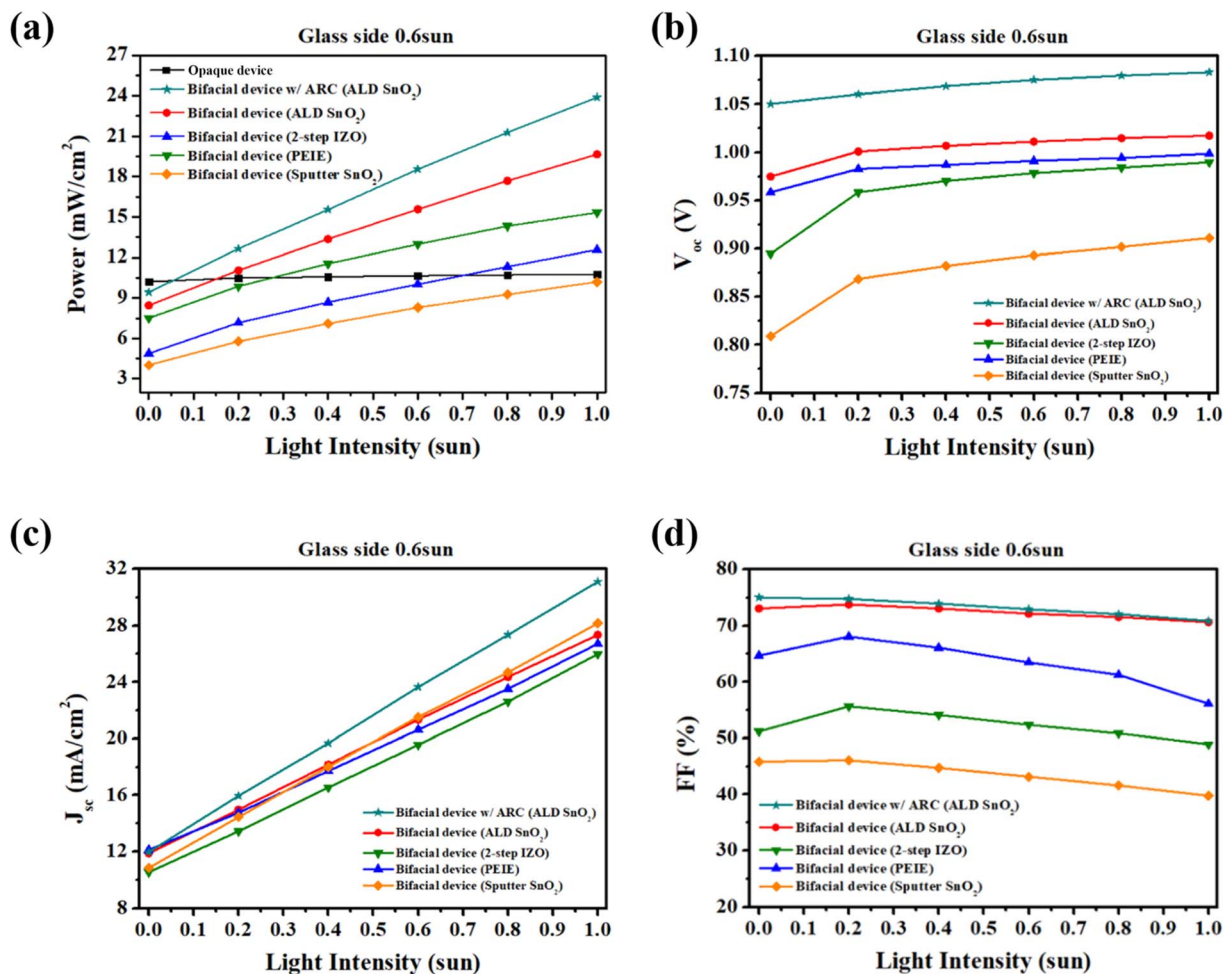 (a)
Glass side 0.6sun
27
24
21
18
15
12
9
6
3
Power (mW/cm²)
Opaque device
Bifacial device w/ ARC (ALD SnO₂)
Bifacial device (ALD SnO₂)
Bifacial device (2-step IZO)
Bifacial device (PEIE)
Bifacial device (Sputter SnO₂)
0.0 0.1 0.2 0.3 0.4 0.5 0.6 0.7 0.8 0.9 1.0
Light Intensity (sun)
(b)
Glass side 0.6sun
1.10
1.05
1.00
0.95
0.90
0.85
0.80
0.75
Voc (V)
Bifacial device w/ ARC (ALD SnO₂)
Bifacial device (ALD SnO₂)
Bifacial device (2-step IZO)
Bifacial device (PEIE)
Bifacial device (Sputter SnO₂)
0.0 0.1 0.2 0.3 0.4 0.5 0.6 0.7 0.8 0.9 1.0
Light Intensity (sun)
(c)
Glass side 0.6sun
32
28
24
20
16
12
8
Jsc (mA/cm²)
Bifacial device w/ ARC (ALD SnO₂)
Bifacial device (ALD SnO₂)
Bifacial device (2-step IZO)
Bifacial device (PEIE)
Bifacial device (Sputter SnO₂)
0.0 0.1 0.2 0.3 0.4 0.5 0.6 0.7 0.8 0.9 1.0
Light Intensity (sun)
(d)
Glass side 0.6sun
80
70
60
50
40
30
20
FF (%)
Bifacial device w/ ARC (ALD SnO₂)
Bifacial device (ALD SnO₂)
Bifacial device (2-step IZO)
Bifacial device (PEIE)
Bifacial device (Sputter SnO₂)
0.0 0.1 0.2 0.3 0.4 0.5 0.6 0.7 0.8 0.9 1.0
Light Intensity (sun)